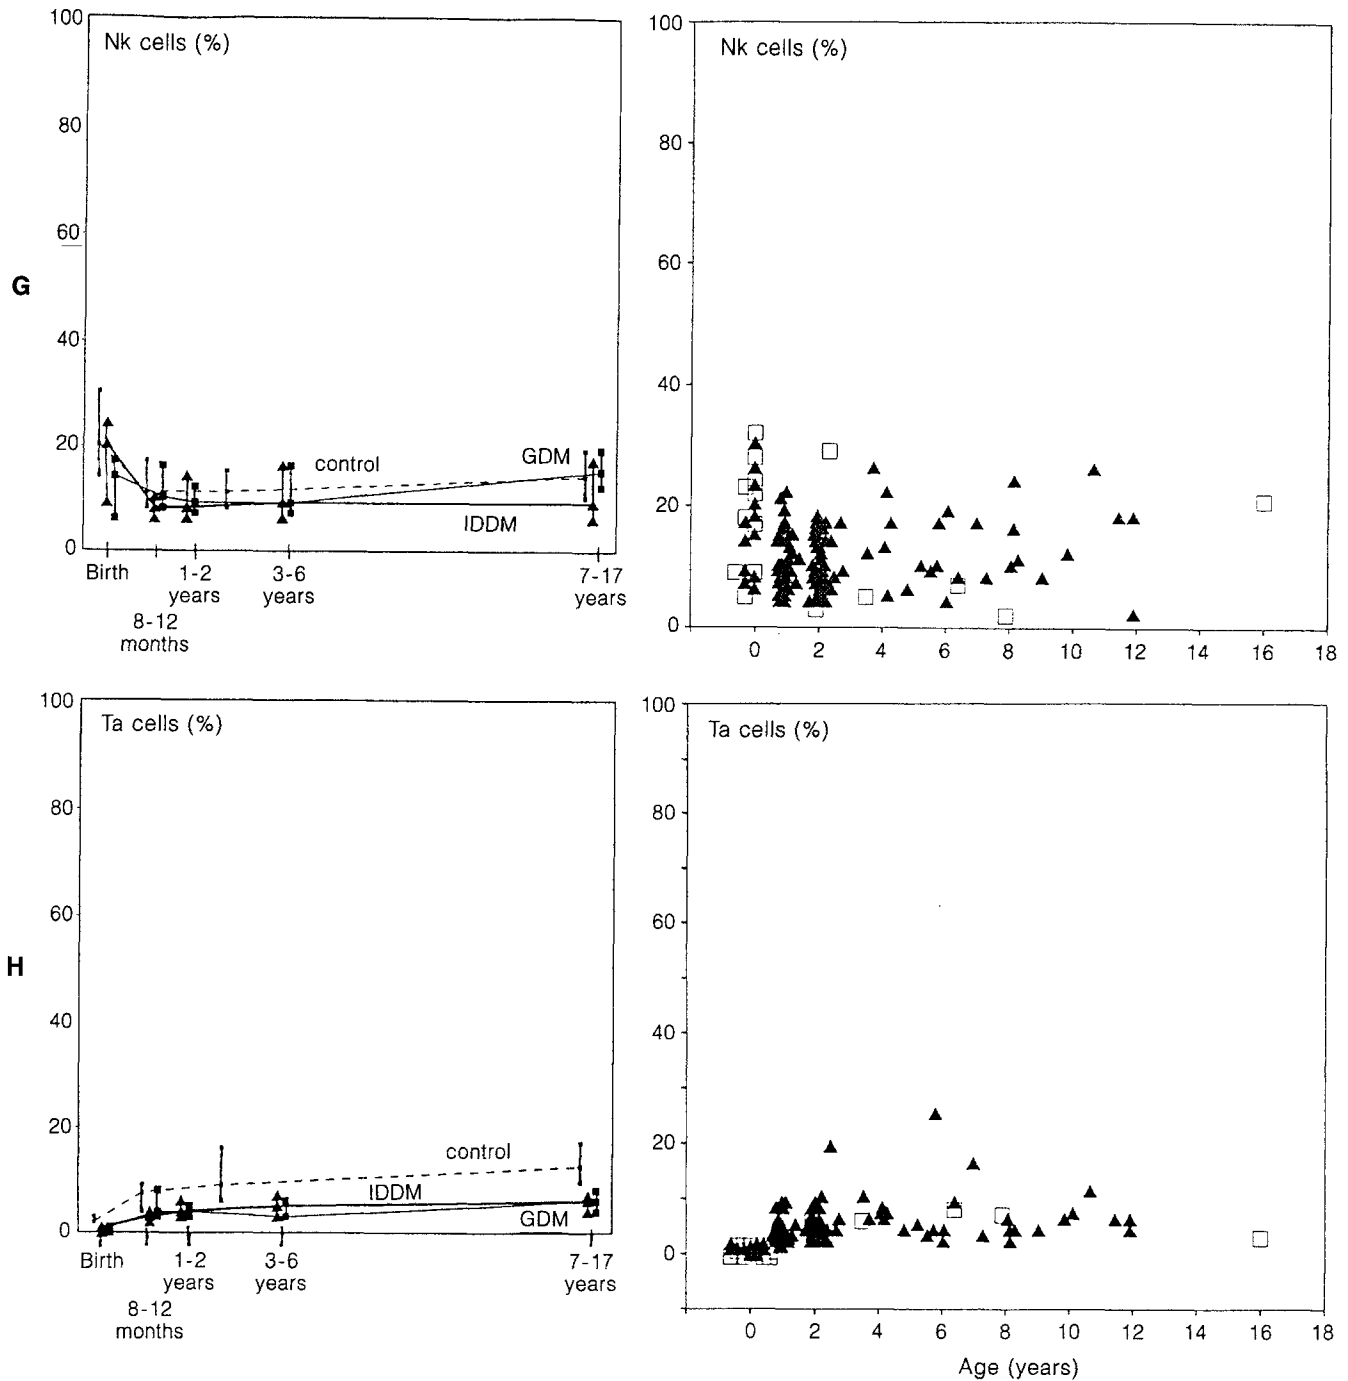 G
100
80
60
40
20
0
Nk cells (%)
control
GDM
IDDM
Birth
8-12
months
1-2
years
3-6
years
7-17
years
100
80
60
40
20
0
Nk cells (%)
0 2 4 6 8 10 12 14 16 18
H
100
80
60
40
20
0
Ta cells (%)
control
IDDM
GDM
Birth
8-12
months
1-2
years
3-6
years
7-17
years
100
80
60
40
20
0
Ta cells (%)
0 2 4 6 8 10 12 14 16 18
Age (years)